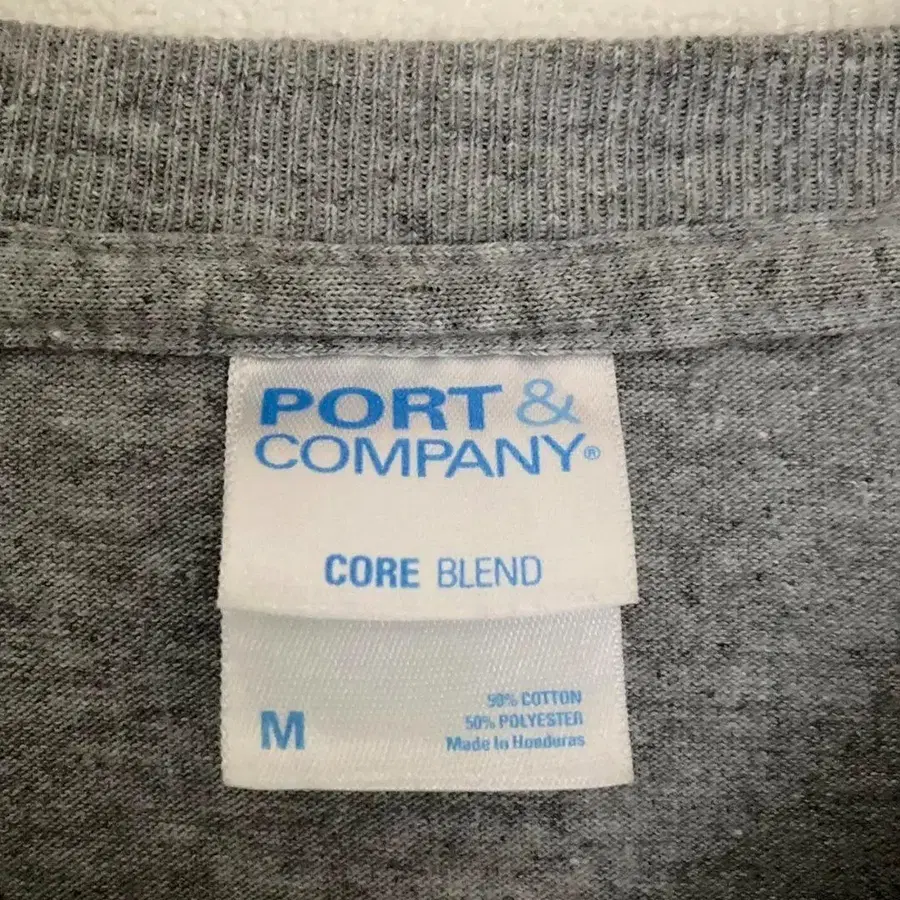 PORT &
COMPANY®
CORE BLEND
M
50% COTTON
50% POLYESTER
Made in Honduras